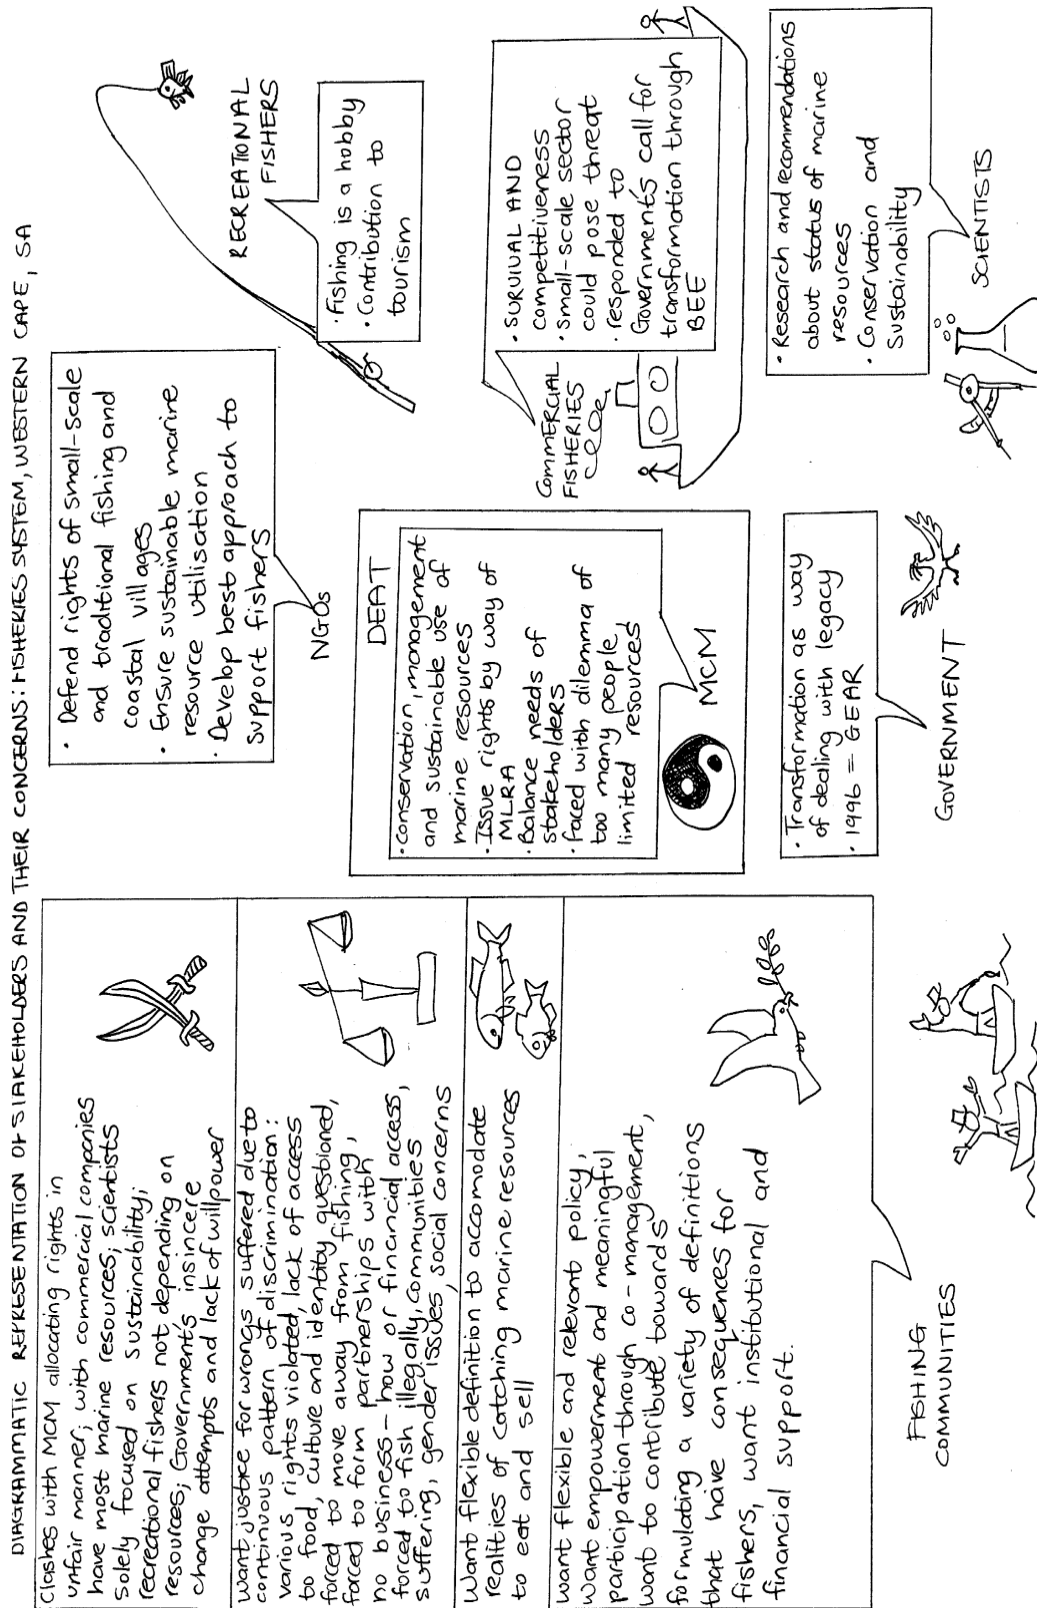 DIAGRAMMATIC REPRESENTATION OF STAKEHOLDERS AND THEIR CONCERNS: FISHERIES SYSTEM, WESTERN CAPE, SA
Clashes with MCM allocating rights in
unfair manner; with commercial companies
have most marine resources; scientists
solely focused on sustainability;
recreational fishers not depending on
resources; Government's insincere
change attempts and lack of willpower
Want justice for wrongs suffered due to
continuous pattern of discrimination:
various rights violated, lack of access
to food, culture and identity questioned,
forced to move away from fishing,
forced to form partnerships with
no business – how or financial access,
forced to fish illegally, communities
suffering, gender issues, social concerns
Want flexible definition to accomodate
realities of catching marine resources
to eat and sell
Want flexible and relevant policy,
want empowerment and meaningful
participation through co-management,
want to contribute towards
formulating a variety of definitions
that have consequences for
fishers, want institutional and
financial support.
FISHING
COMMUNITIES
• Defend rights of small-scale
and traditional fishing and
coastal villages
• Ensure sustainable marine
resource utilisation
• Develop best approach to
support fishers
NGOs
DEAT
• conservation, management
and sustainable use of
marine resources
• Issue rights by way of
MLRA
• Balance needs of
stakeholders
• Faced with dilemma of
too many people,
limited resources
MCM
• Transformation as way
of dealing with legacy
• 1996 = GEAR
GOVERNMENT
RECREATIONAL
FISHERS
• Fishing is a hobby
• Contribution to
tourism
• SURVIVAL AND
competitiveness
• small-scale sector
could pose threat
• responded to
Government's call for
transformation through
BEE
COMMERCIAL
FISHERIES
• Research and recommendations
about status of marine
resources
• Conservation and
Sustainability
SCIENTISTS